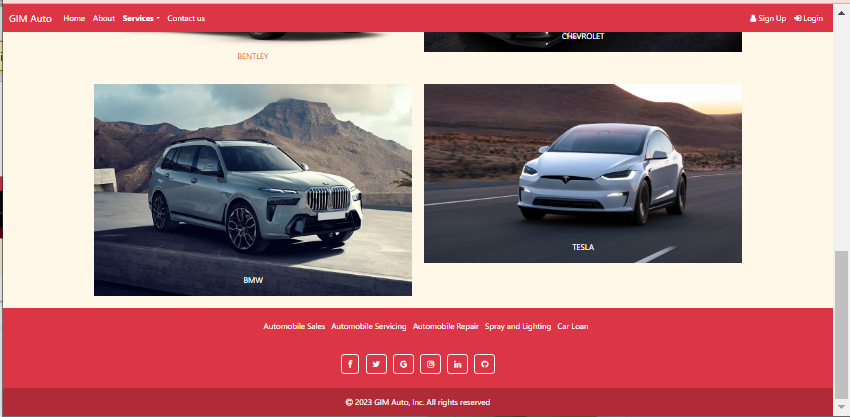 GIM Auto Home About Services Contact us Sign Up Login
CHEVROLET
BENTLEY
BMW
TESLA
Automobile Sales Automobile Servicing Automobile Repair Spray and Lighting Car Loan
© 2023 GIM Auto, Inc. All rights reserved